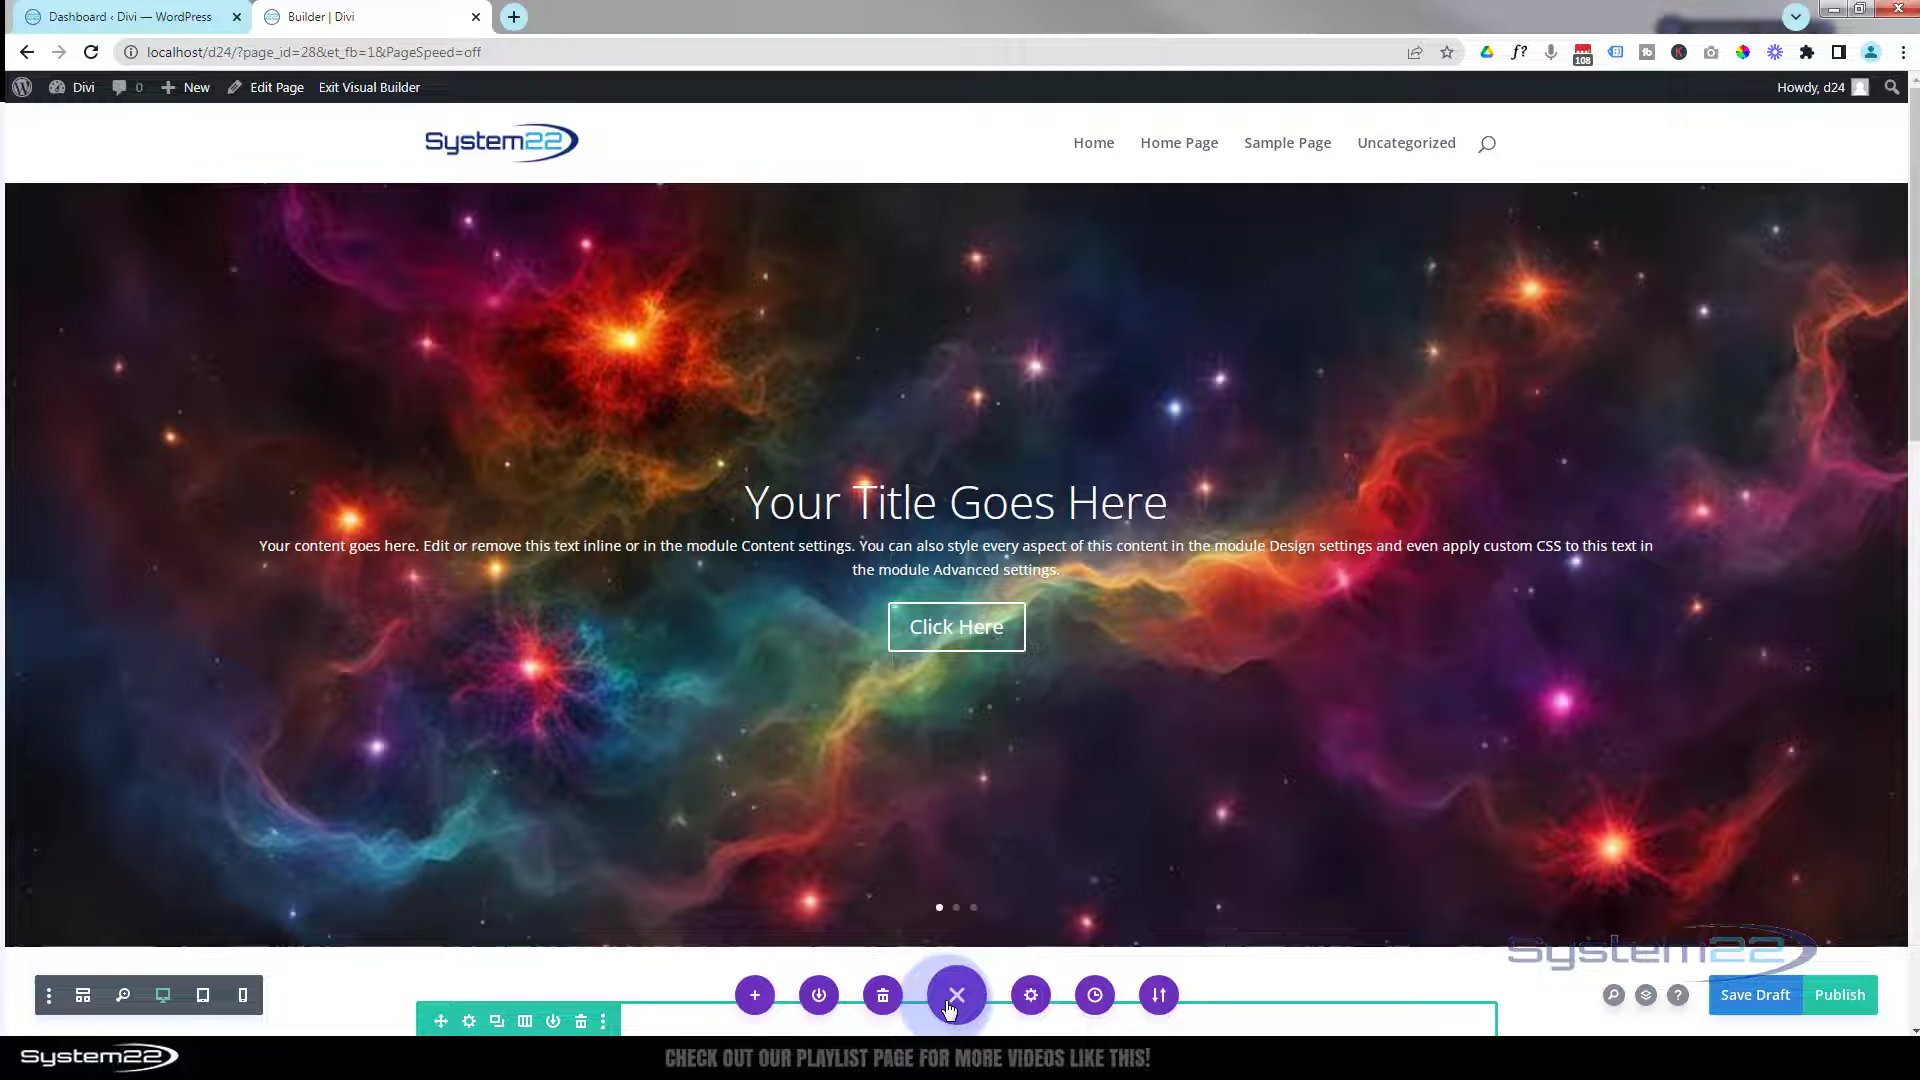 Dashboard ‹ Divi — WordPress
Builder | Divi
localhost/d24/?page_id=28&et_fb=1&PageSpeed=off
f?
108
fb
K
Divi
0
New
Edit Page
Exit Visual Builder
Howdy, d24
System22
Home
Home Page
Sample Page
Uncategorized
Your Title Goes Here
Your content goes here. Edit or remove this text inline or in the module Content settings. You can also style every aspect of this content in the module Design settings and even apply custom CSS to this text in
the module Advanced settings.
Click Here
System22
?
Save Draft
Publish
System22
CHECK OUT OUR PLAYLIST PAGE FOR MORE VIDEOS LIKE THIS!